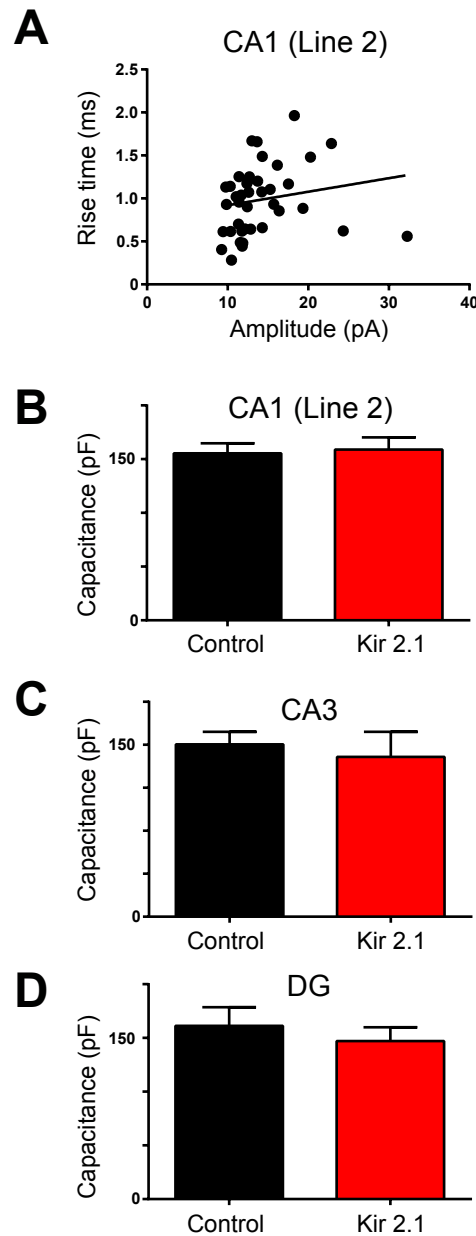 A
CA1 (Line 2)
Rise time (ms)
2.5
2.0
1.5
1.0
0.5
0.0
0 10 20 30 40
Amplitude (pA)
B
CA1 (Line 2)
Capacitance (pF)
150
0
Control Kir 2.1
C
CA3
Capacitance (pF)
150
0
Control Kir 2.1
D
DG
Capacitance (pF)
150
0
Control Kir 2.1